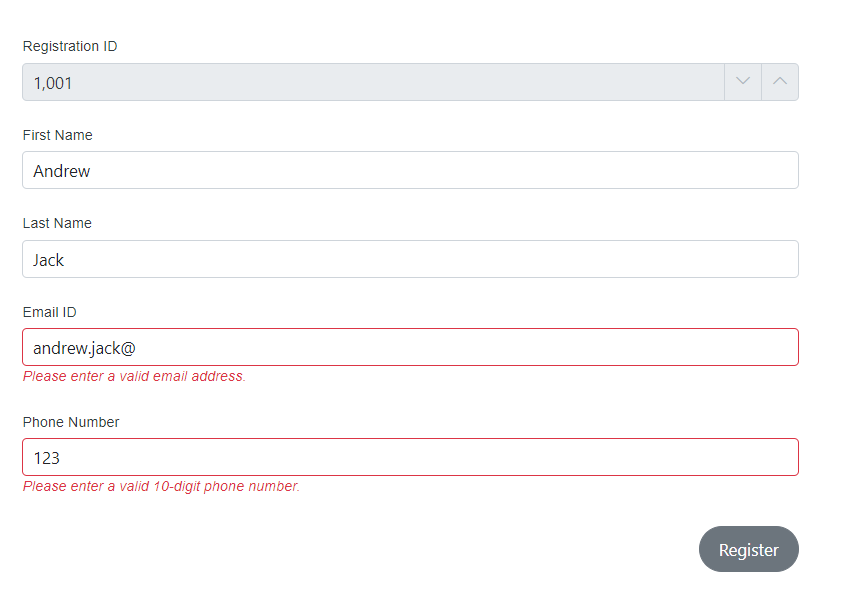 Registration ID
1,001
First Name
Andrew
Last Name
Jack
Email ID
andrew.jack@
Please enter a valid email address.
Phone Number
123
Please enter a valid 10-digit phone number.
Register